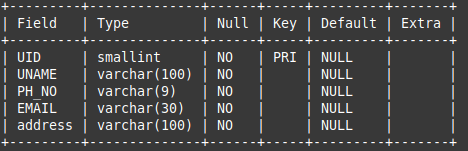 +---------+--------------+------+-----+---------+-------+
| Field   | Type         | Null | Key | Default | Extra |
+---------+--------------+------+-----+---------+-------+
| UID     | smallint     | NO   | PRI | NULL    |       |
| UNAME   | varchar(100) | NO   |     | NULL    |       |
| PH_NO   | varchar(9)   | NO   |     | NULL    |       |
| EMAIL   | varchar(30)  | NO   |     | NULL    |       |
| address | varchar(100) | NO   |     | NULL    |       |
+---------+--------------+------+-----+---------+-------+